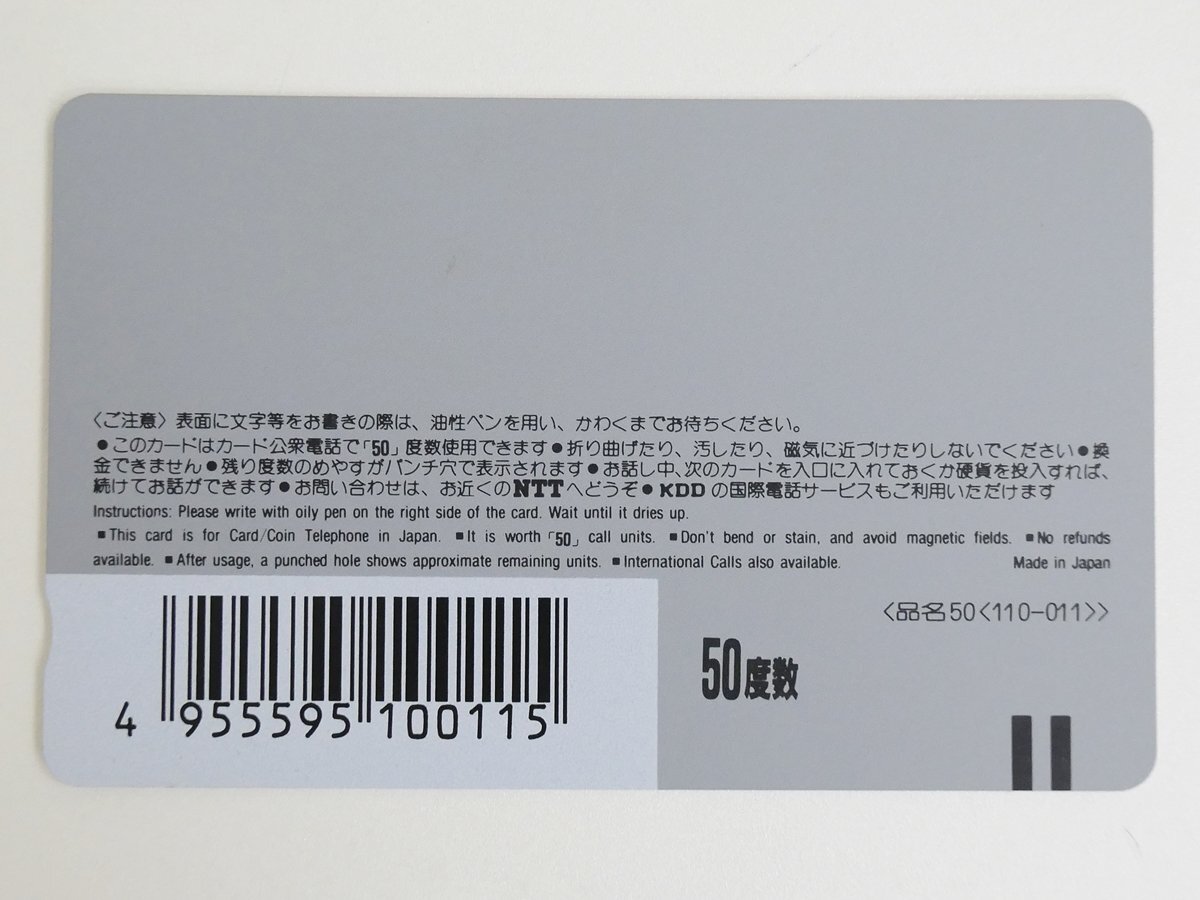 〈ご注意〉表面に文字等をお書きの際は、油性ペンを用い、かわくまでお待ちください。
●このカードはカード公衆電話で「50」度数使用できます●折り曲げたり、汚したり、磁気に近づけたりしないでください●換
金できません●残り度数のめやすがパンチ穴で表示されます●お話し中、次のカードを入口に入れておくか硬貨を投入すれば、
続けてお話ができます●お問い合わせは、お近くのNTTへどうぞ●KDDの国際電話サービスもご利用いただけます
Instructions: Please write with oily pen on the right side of the card. Wait until it dries up.
■This card is for Card/Coin Telephone in Japan. ■It is worth「50」call units. ■Don't bend or stain, and avoid magnetic fields. ■No refunds
available. ■After usage, a punched hole shows approximate remaining units. ■International Calls also available. Made in Japan
〈品名50〈110-011〉〉
50度数
4 955595 100115